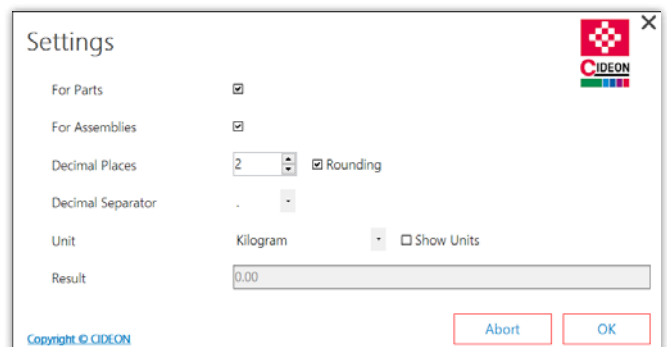 Settings
CIDEON
For Parts
For Assemblies
Decimal Places 2 Rounding
Decimal Separator .
Unit Kilogram Show Units
Result 0.00
Abort OK
Copyright © CIDEON